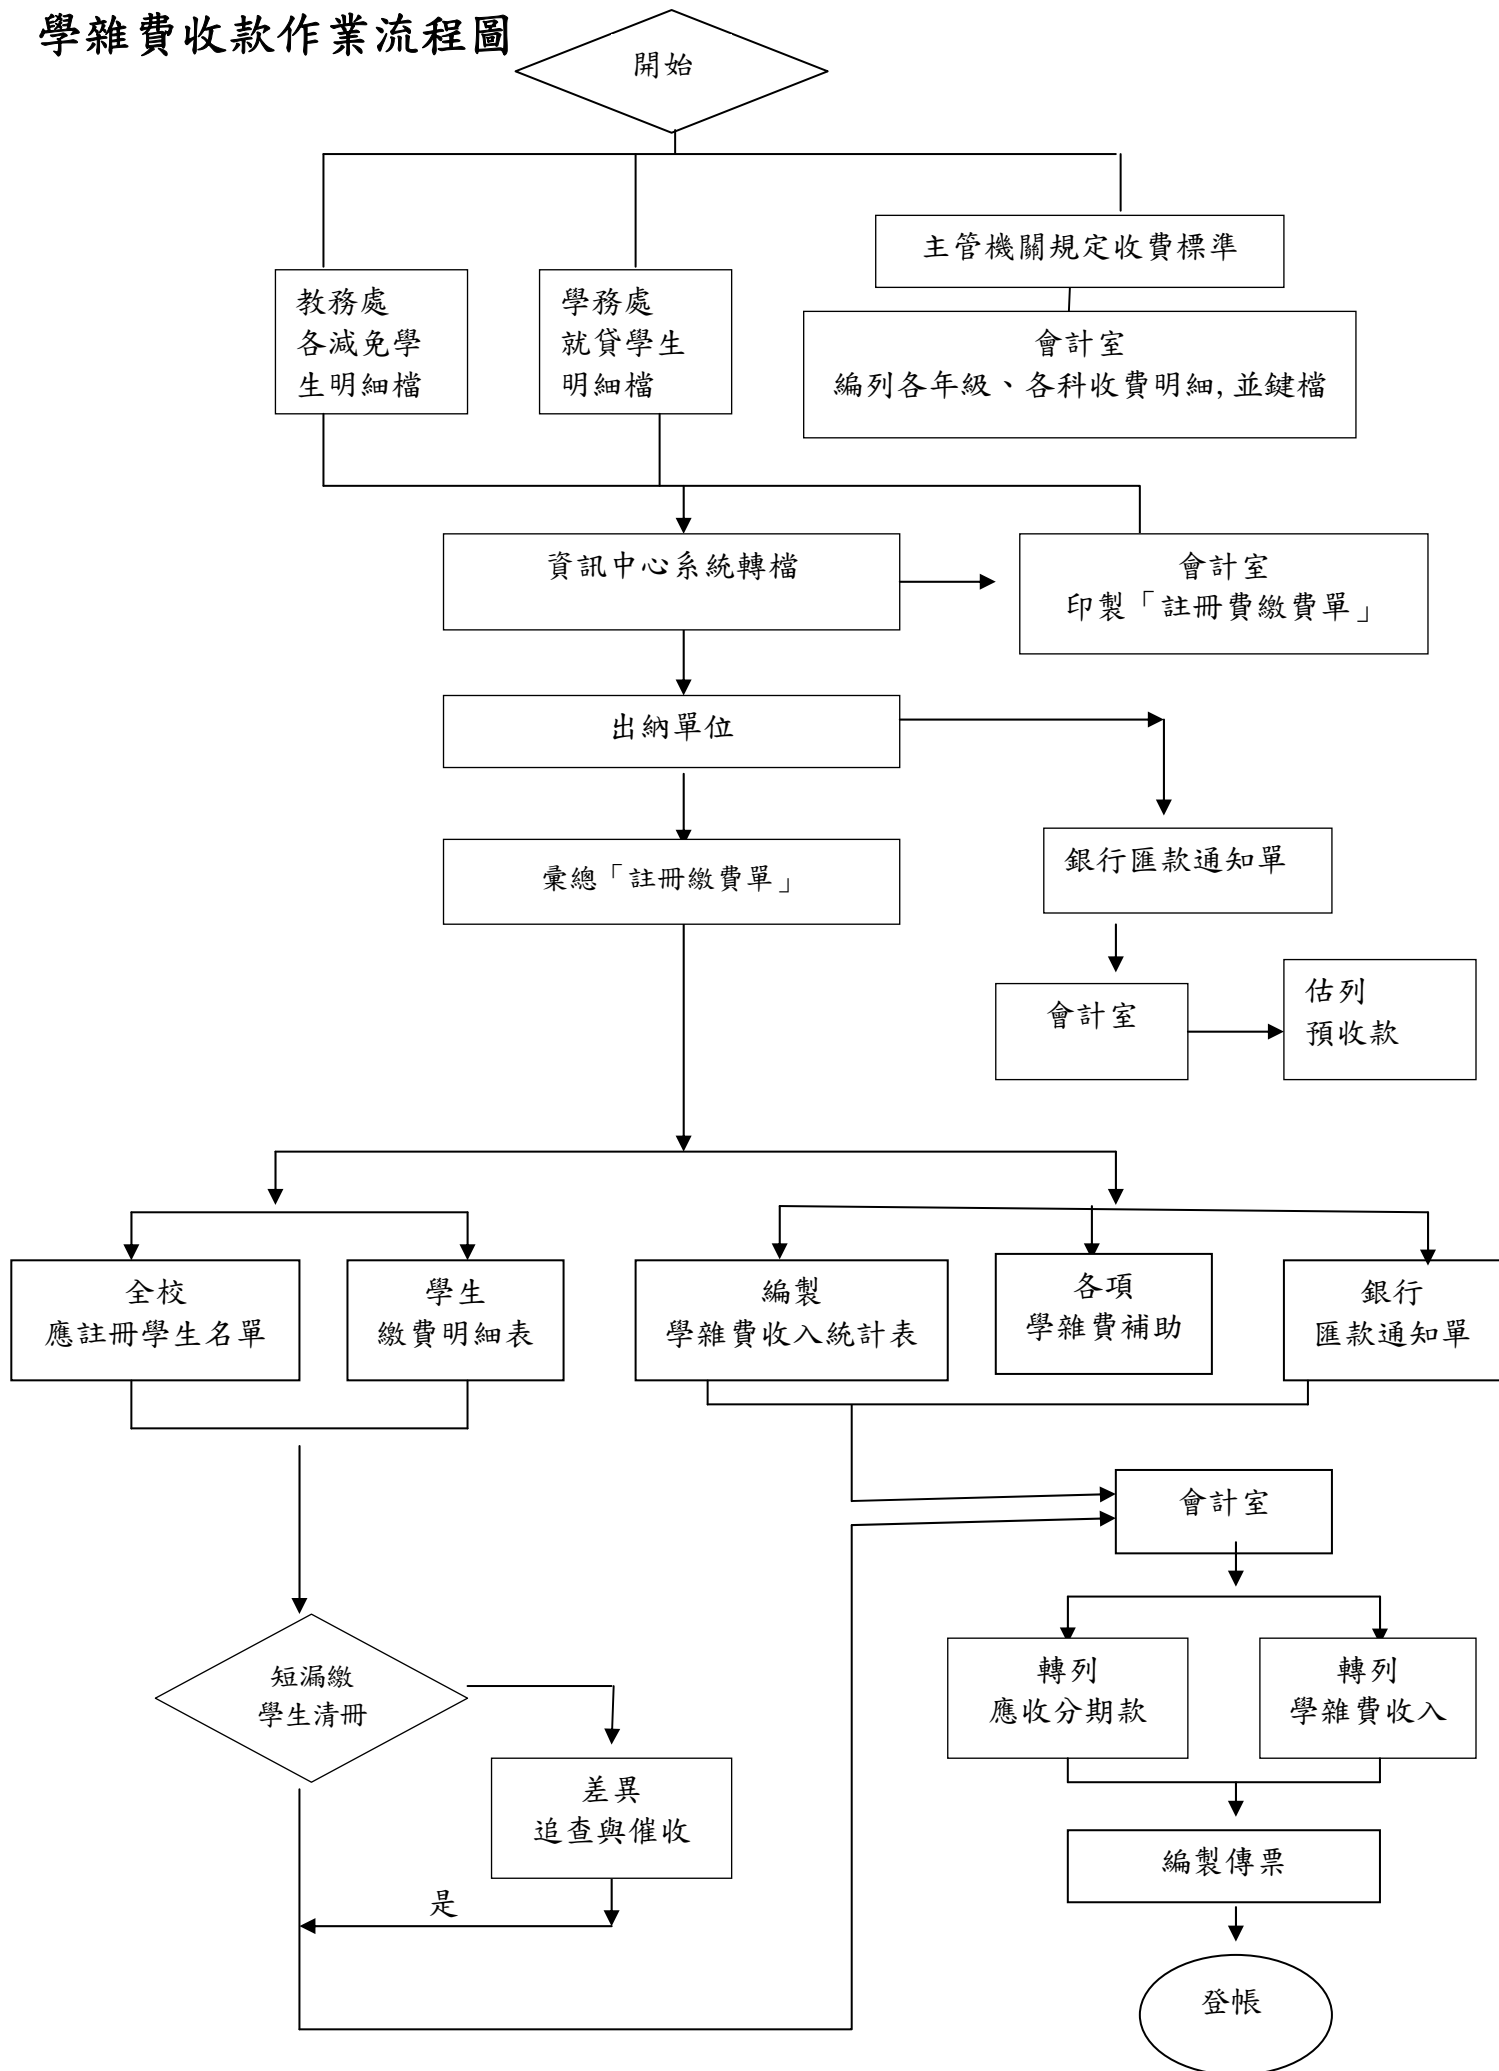 學雜費收款作業流程圖
開始
主管機關規定收費標準
教務處
各減免學
生明細檔
學務處
就貸學生
明細檔
會計室
編列各年級、各科收費明細,並鍵檔
資訊中心系統轉檔
會計室
印製「註冊費繳費單」
出納單位
彙總「註冊繳費單」
銀行匯款通知單
會計室
估列
預收款
全校
應註冊學生名單
學生
繳費明細表
編製
學雜費收入統計表
各項
學雜費補助
銀行
匯款通知單
會計室
短漏繳
學生清冊
轉列
應收分期款
轉列
學雜費收入
差異
追查與催收
是
編製傳票
登帳